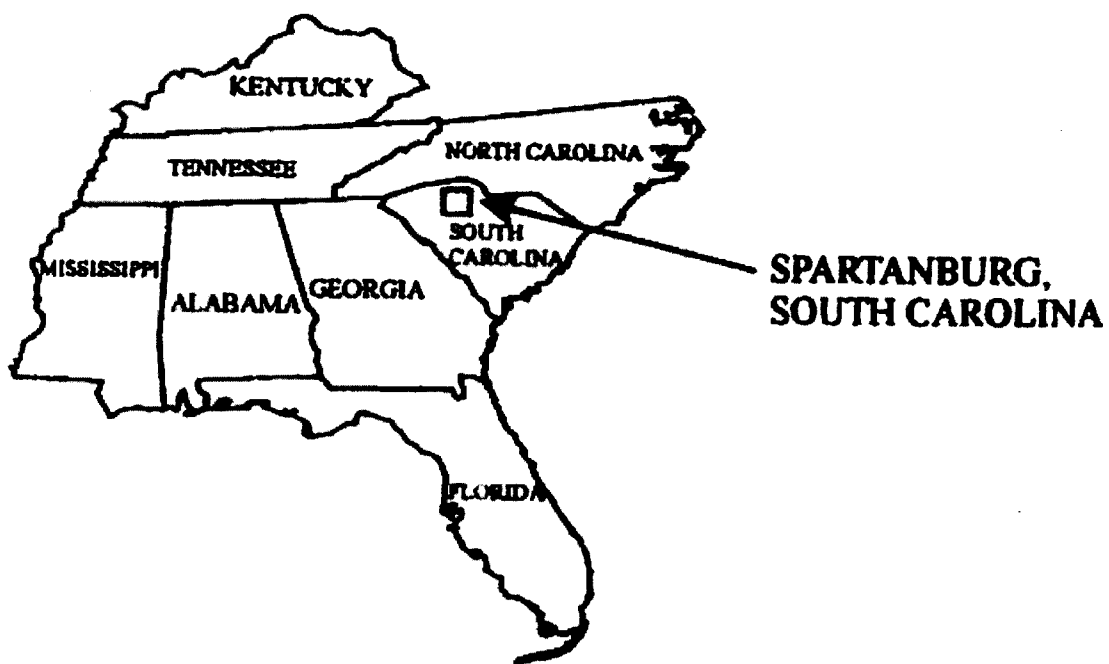 KENTUCKY
TENNESSEE
NORTH CAROLINA
SOUTH
CAROLINA
MISSISSIPPI
ALABAMA
GEORGIA
FLORIDA
SPARTANBURG,
SOUTH CAROLINA